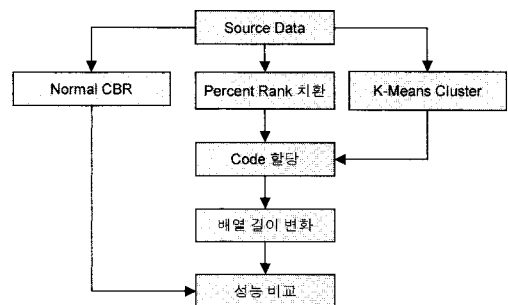 Source Data
Normal CBR
Percent Rank 치환
K-Means Cluster
Code 할당
배열 길이 변화
성능 비교